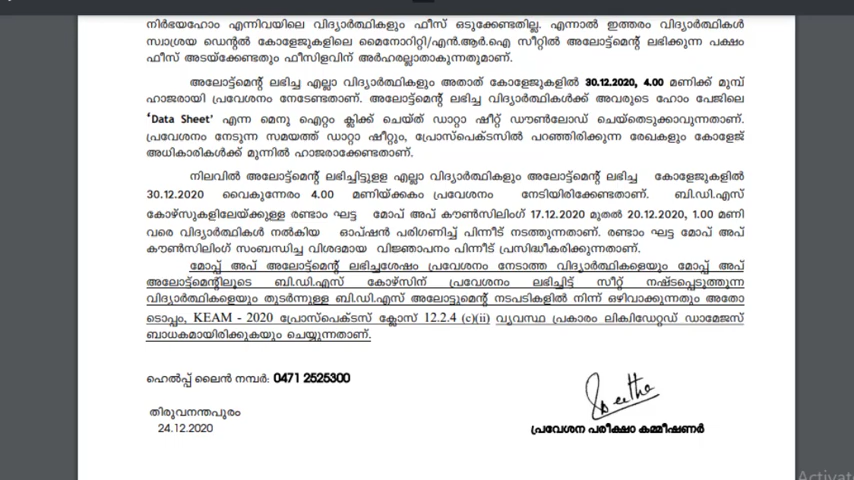 നിർഭയഹോം എന്നിവയിലെ വിദ്യാർത്ഥികളും ഫീസ് ഒടുക്കേണ്ടതില്ല. എന്നാൽ ഇത്തരം വിദ്യാർത്ഥികൾ
സ്വാശ്രയ ഡെന്റൽ കോളേജുകളിലെ മൈനോറിറ്റി/എൻ.ആർ.ഐ സീറ്റിൽ അലോട്ട്മെന്റ് ലഭിക്കുന്ന പക്ഷം
ഫീസ് അടയ്ക്കേണ്ടതും ഫീസിളവിന് അർഹരല്ലാതാകുന്നതുമാണ്.
അലോട്ട്മെന്റ് ലഭിച്ച എല്ലാ വിദ്യാർത്ഥികളും അതാത് കോളേജുകളിൽ 30.12.2020, 4.00 മണിക്ക് മുമ്പ്
ഹാജരായി പ്രവേശനം നേടേണ്ടതാണ്. അലോട്ട്മെന്റ് ലഭിച്ച വിദ്യാർത്ഥികൾക്ക് അവരുടെ ഹോം പേജിലെ
‘Data Sheet’ എന്ന മെനു ഐറ്റം ക്ലിക്ക് ചെയ്ത് ഡാറ്റാ ഷീറ്റ് ഡൗൺലോഡ് ചെയ്തെടുക്കാവുന്നതാണ്.
പ്രവേശനം നേടുന്ന സമയത്ത് ഡാറ്റാ ഷീറ്റും, പ്രോസ്പെക്ടസിൽ പറഞ്ഞിരിക്കുന്ന രേഖകളും കോളേജ്
അധികാരികൾക്ക് മുന്നിൽ ഹാജരാക്കേണ്ടതാണ്.
നിലവിൽ അലോട്ട്മെന്റ് ലഭിച്ചിട്ടുളള എല്ലാ വിദ്യാർത്ഥികളും അലോട്ട്മെന്റ് ലഭിച്ച കോളേജുകളിൽ
30.12.2020 വൈകുന്നേരം 4.00 മണിയ്ക്കകം പ്രവേശനം നേടിയിരിക്കേണ്ടതാണ്. ബി.ഡി.എസ്
കോഴ്സുകളിലേയ്ക്കുള്ള രണ്ടാം ഘട്ട മോപ് അപ് കൗൺസിലിംഗ് 17.12.2020 മുതൽ 20.12.2020, 1.00 മണി
വരെ വിദ്യാർത്ഥികൾ നൽകിയ ഓപ്ഷൻ പരിഗണിച്ച് പിന്നീട് നടത്തുന്നതാണ്. രണ്ടാം ഘട്ട മോപ് അപ്
കൗൺസിലിംഗ് സംബന്ധിച്ച വിശദമായ വിജ്ഞാപനം പിന്നീട് പ്രസിദ്ധീകരിക്കുന്നതാണ്.
മോപ്പ് അപ് അലോട്ട്മെന്റ് ലഭിച്ചശേഷം പ്രവേശനം നേടാത്ത വിദ്യാർത്ഥികളെയും മോപ്പ് അപ്
അലോട്ട്മെന്റിലൂടെ ബി.ഡി.എസ് കോഴ്സിന് പ്രവേശനം ലഭിച്ചിട്ട് സീറ്റ് നഷ്ടപ്പെടുത്തുന്ന
വിദ്യാർത്ഥികളെയും തുടർന്നുള്ള ബി.ഡി.എസ് അലോട്ടുമെന്റ് നടപടികളിൽ നിന്ന് ഒഴിവാക്കുന്നതും അതോ
ടൊപ്പം, KEAM - 2020 പ്രോസ്പെക്ടസ് ക്ലോസ് 12.2.4 (c)(ii) വ്യവസ്ഥ പ്രകാരം ലിക്വിഡേറ്റഡ് ഡാമേജസ്
ബാധകമായിരിക്കുകയും ചെയ്യുന്നതാണ്.
ഹെൽപ്പ് ലൈൻ നമ്പർ: 0471 2525300
തിരുവനന്തപുരം
24.12.2020
പ്രവേശന പരീക്ഷാ കമ്മീഷണർ
Activat